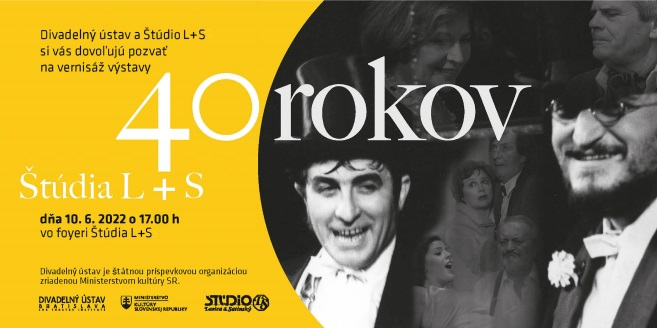 Divadelný ústav a Štúdio L+S
si vás dovoľujú pozvať
na vernisáž výstavy
40 rokov
Štúdia L + S
dňa 10. 6. 2022 o 17.00 h
vo foyeri Štúdia L+S
Divadelný ústav je štátnou príspevkovou organizáciou
zriadenou Ministerstvom kultúry SR.
DIVADELNÝ ÚSTAV
BRATISLAVA
MINISTERSTVO
KULTÚRY
SLOVENSKEJ REPUBLIKY
ŠTÚDIO L+S
Lasica & Satinský